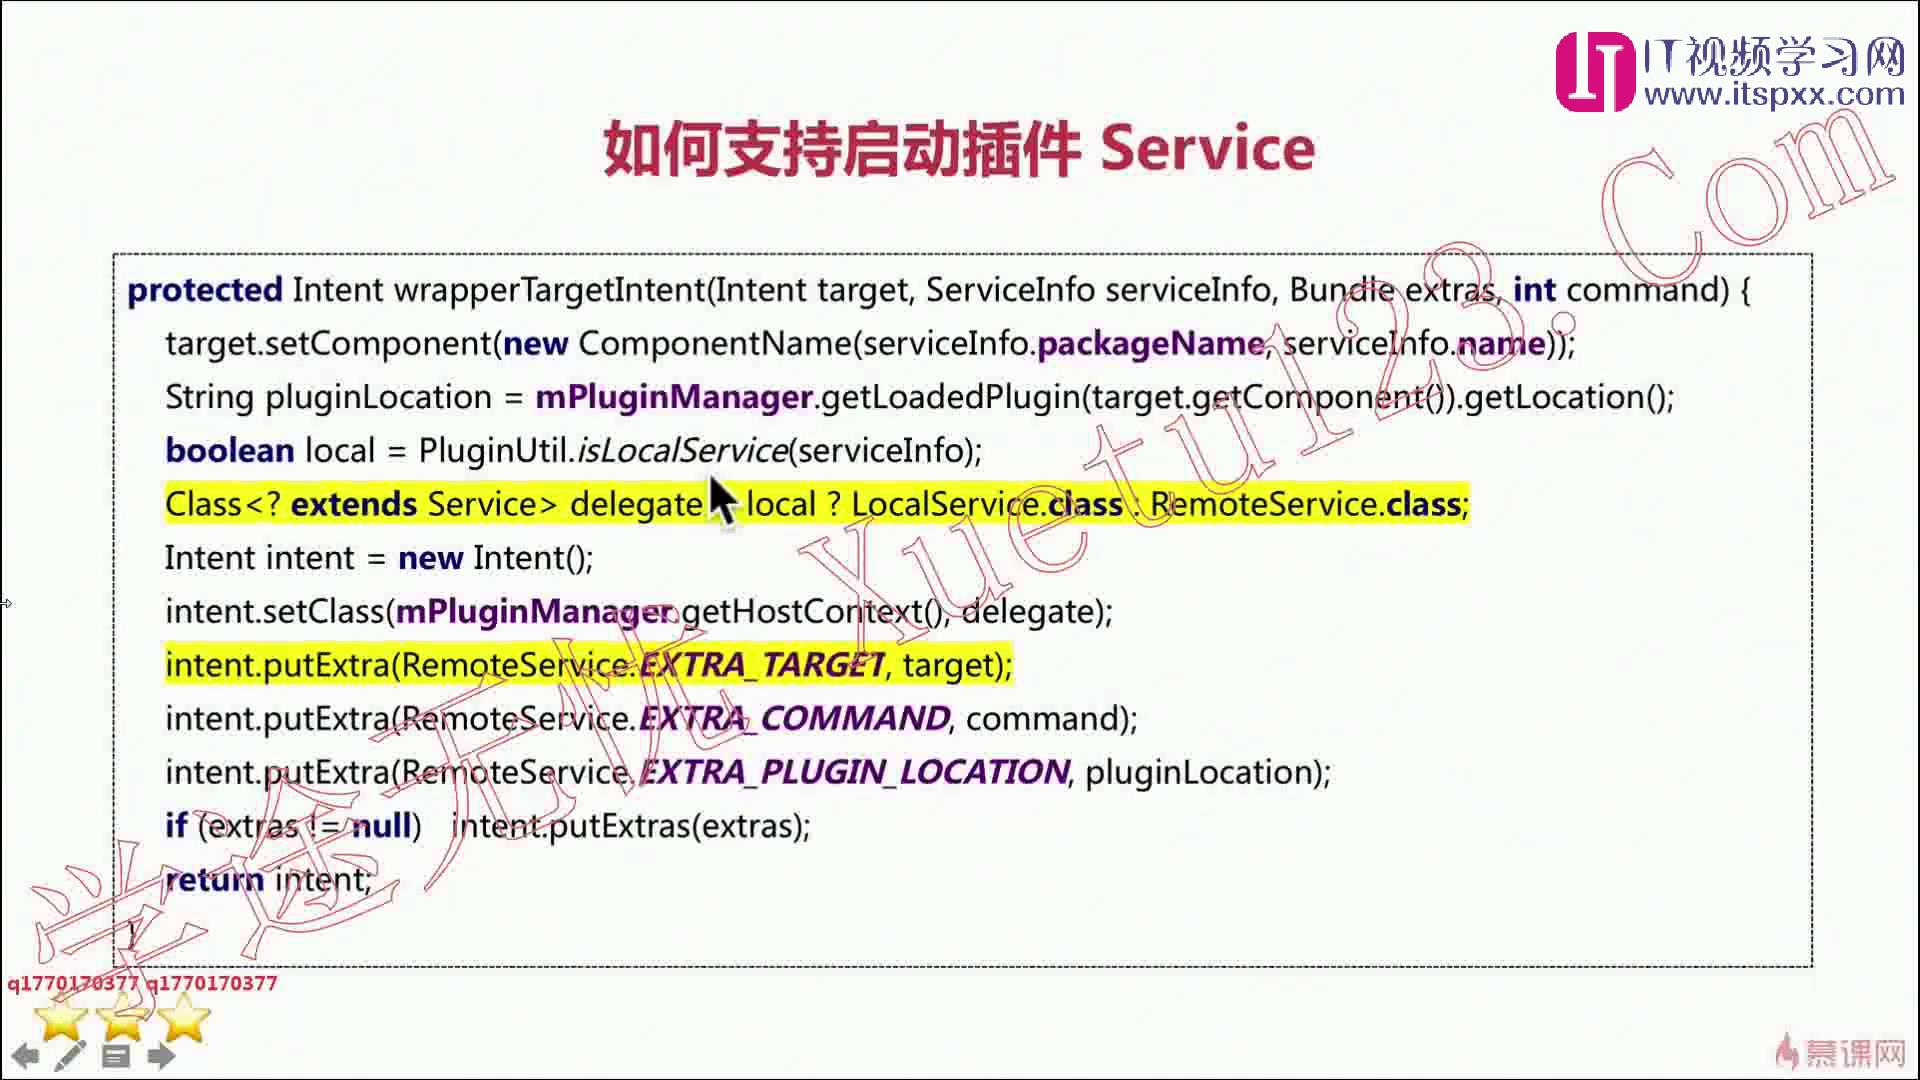 IT视频学习网
www.itspxx.com
如何支持启动插件 Service
protected Intent wrapperTargetIntent(Intent target, ServiceInfo serviceInfo, Bundle extras, int command) {
target.setComponent(new ComponentName(serviceInfo.packageName, serviceInfo.name));
String pluginLocation = mPluginManager.getLoadedPlugin(target.getComponent()).getLocation();
boolean local = PluginUtil.isLocalService(serviceInfo);
Class<? extends Service> delegate local ? LocalService.class : RemoteService.class;
Intent intent = new Intent();
intent.setClass(mPluginManager.getHostContext(), delegate);
intent.putExtra(RemoteService.EXTRA_TARGET, target);
intent.putExtra(RemoteService.EXTRA_COMMAND, command);
intent.putExtra(RemoteService.EXTRA_PLUGIN_LOCATION, pluginLocation);
if (extras != null) intent.putExtras(extras);
return intent;
}
学途无忧 Xuetu123.Com
q1770170377 q1770170377
慕课网